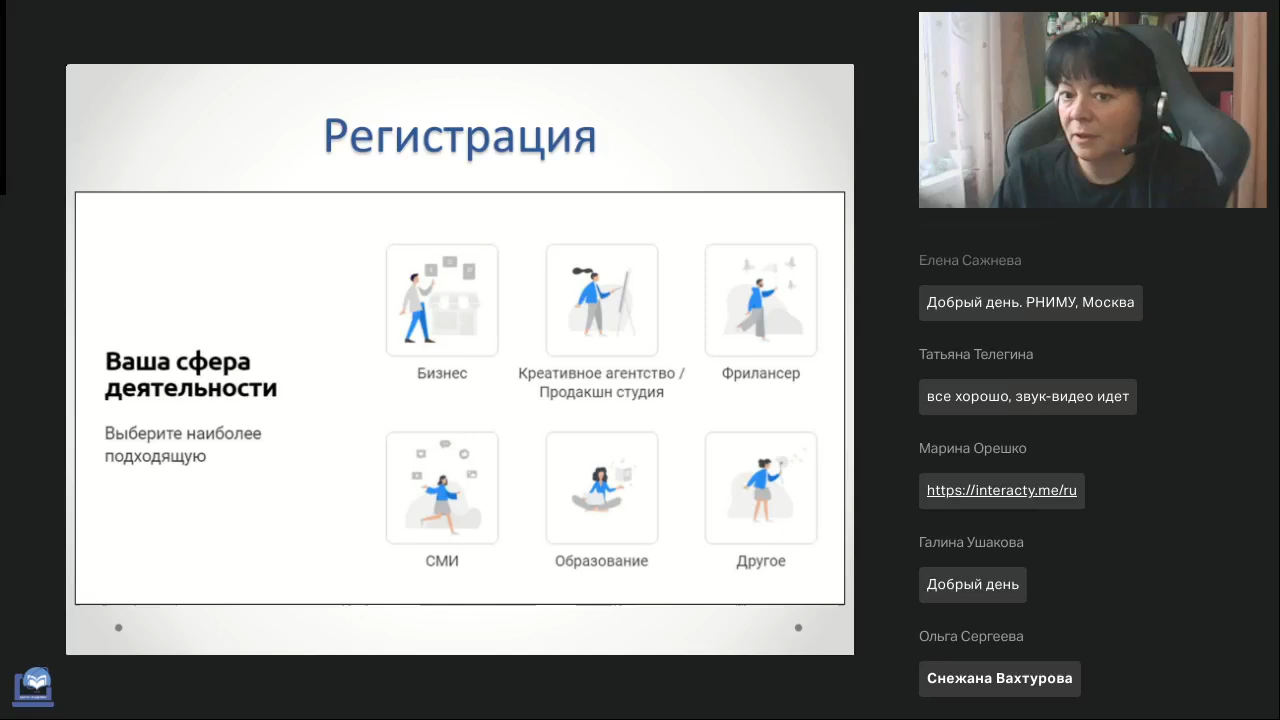 Регистрация
Ваша сфера
деятельности
Выберите наиболее
подходящую
Бизнес
Креативное агентство /
Продакшн студия
Фрилансер
СМИ
Образование
Другое
Елена Сажнева
Добрый день. РНИМУ, Москва
Татьяна Телегина
все хорошо, звук-видео идет
Марина Орешко
https://interacty.me/ru
Галина Ушакова
Добрый день
Ольга Сергеева
Снежана Вахтурова